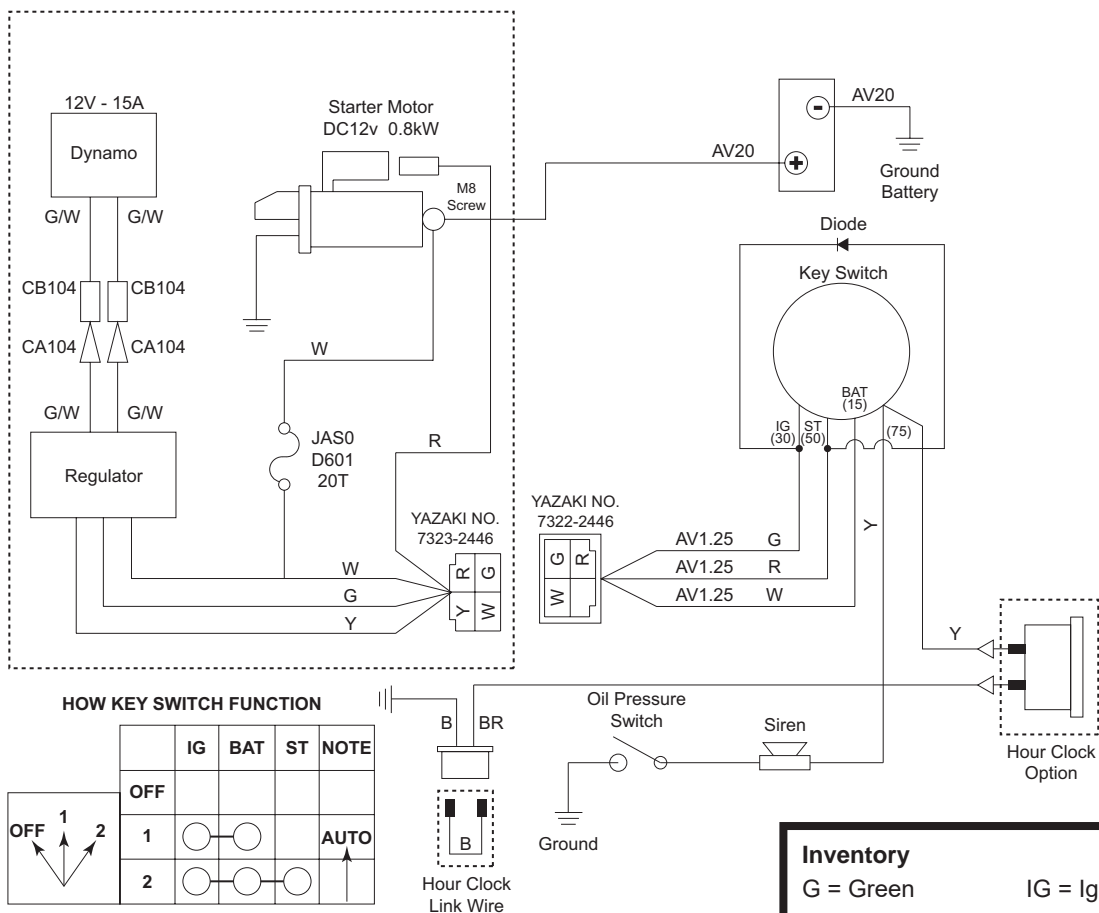 12V - 15A
Dynamo
G/W
G/W
CB104
CB104
CA104
CA104
G/W
G/W
Regulator
Starter Motor
DC12v 0.8kW
M8
Screw
W
JAS0
D601
20T
R
YAZAKI NO.
7323-2446
R
G
Y
W
W
G
Y
AV20
AV20
Ground
Battery
Diode
Key Switch
BAT
(15)
IG
(30)
ST
(50)
(75)
YAZAKI NO.
7322-2446
G
R
W
AV1.25 G
AV1.25 R
AV1.25 W
Y
Y
Hour Clock
Option
HOW KEY SWITCH FUNCTION
IG BAT ST NOTE
OFF
1 AUTO
2
OFF 1 2
B BR
B
Hour Clock
Link Wire
Oil Pressure
Switch
Siren
Ground
Inventory
G = Green IG = Ig